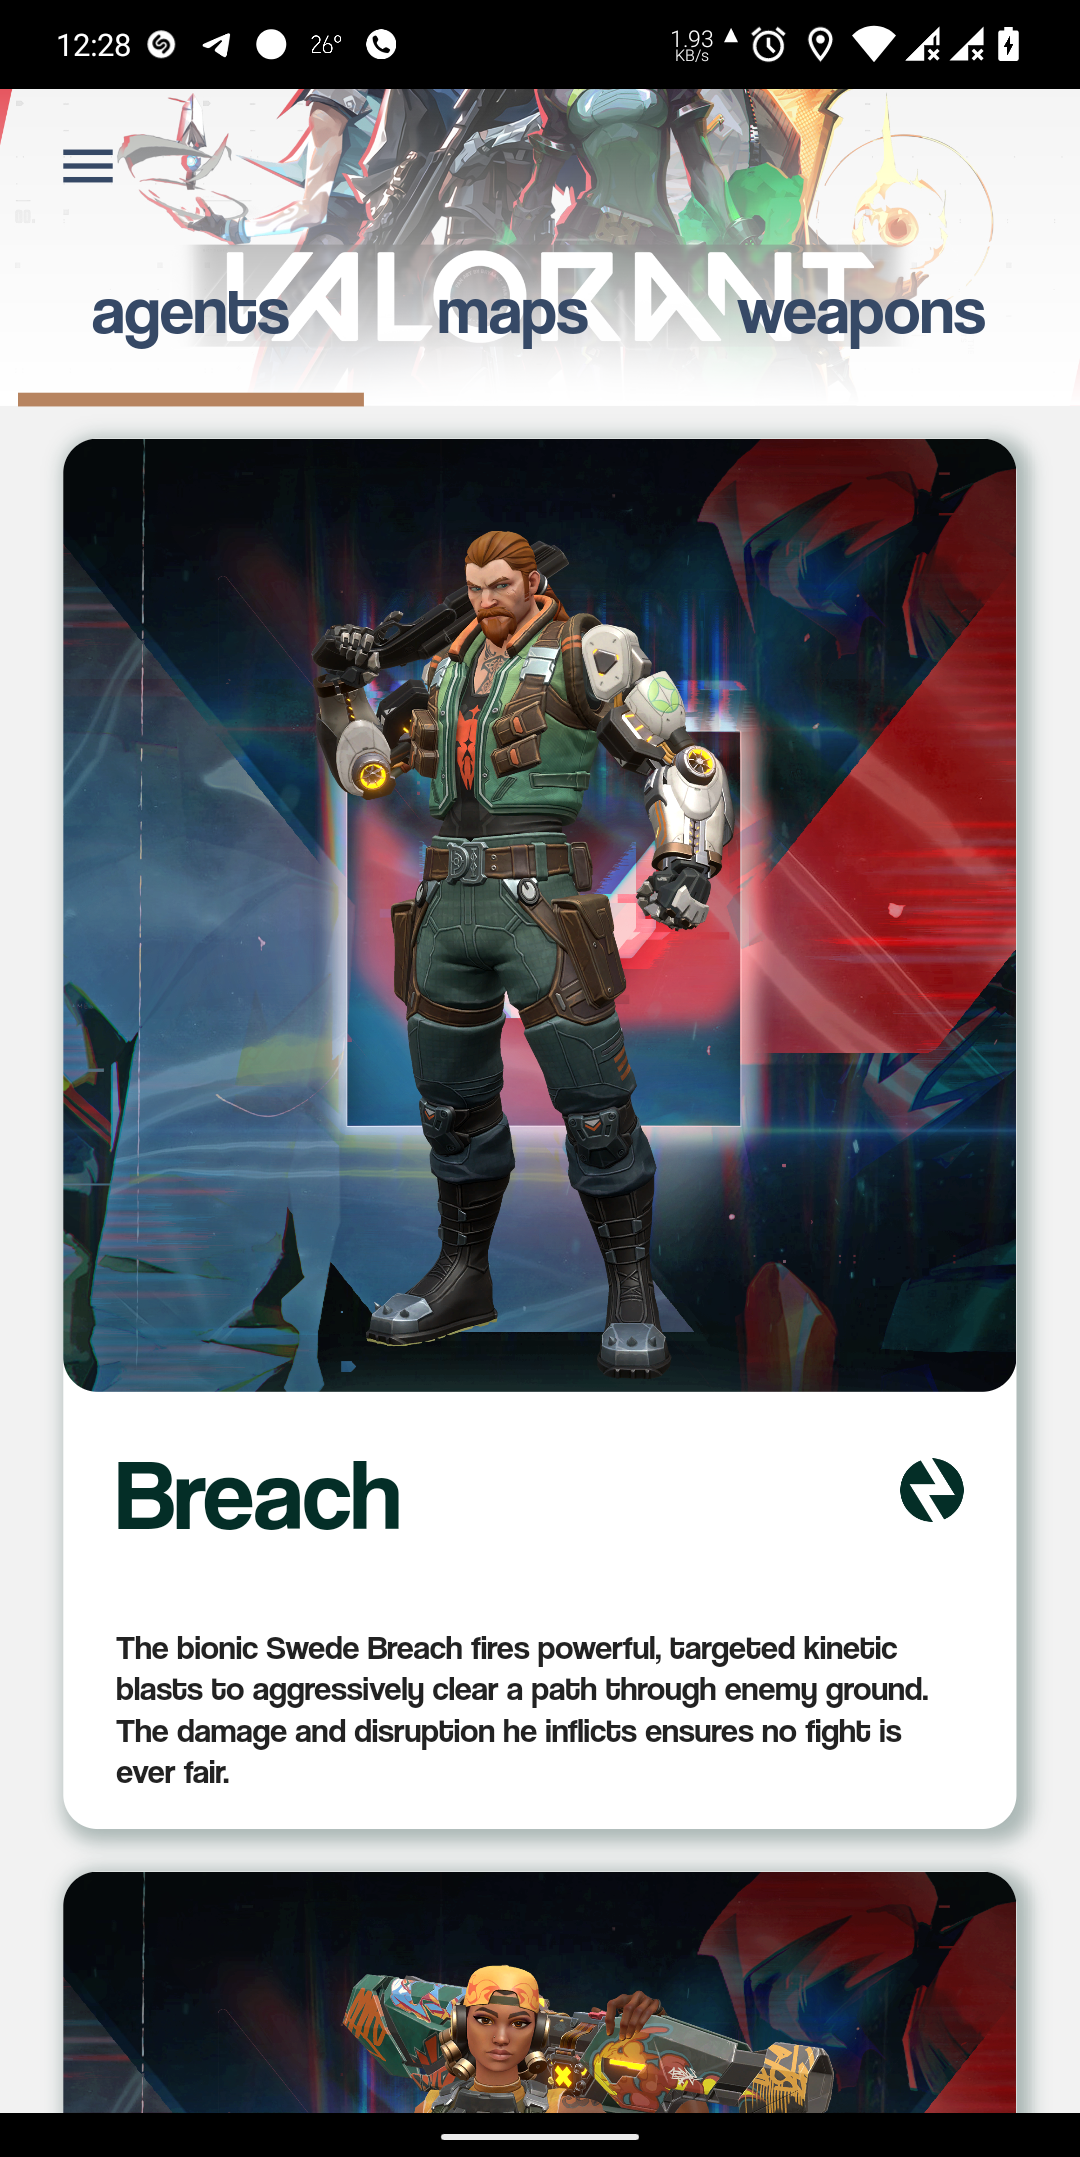 12:28
26°
1.93
KB/s
VALORANT
agents maps weapons
Breach
The bionic Swede Breach fires powerful, targeted kinetic
blasts to aggressively clear a path through enemy ground.
The damage and disruption he inflicts ensures no fight is
ever fair.